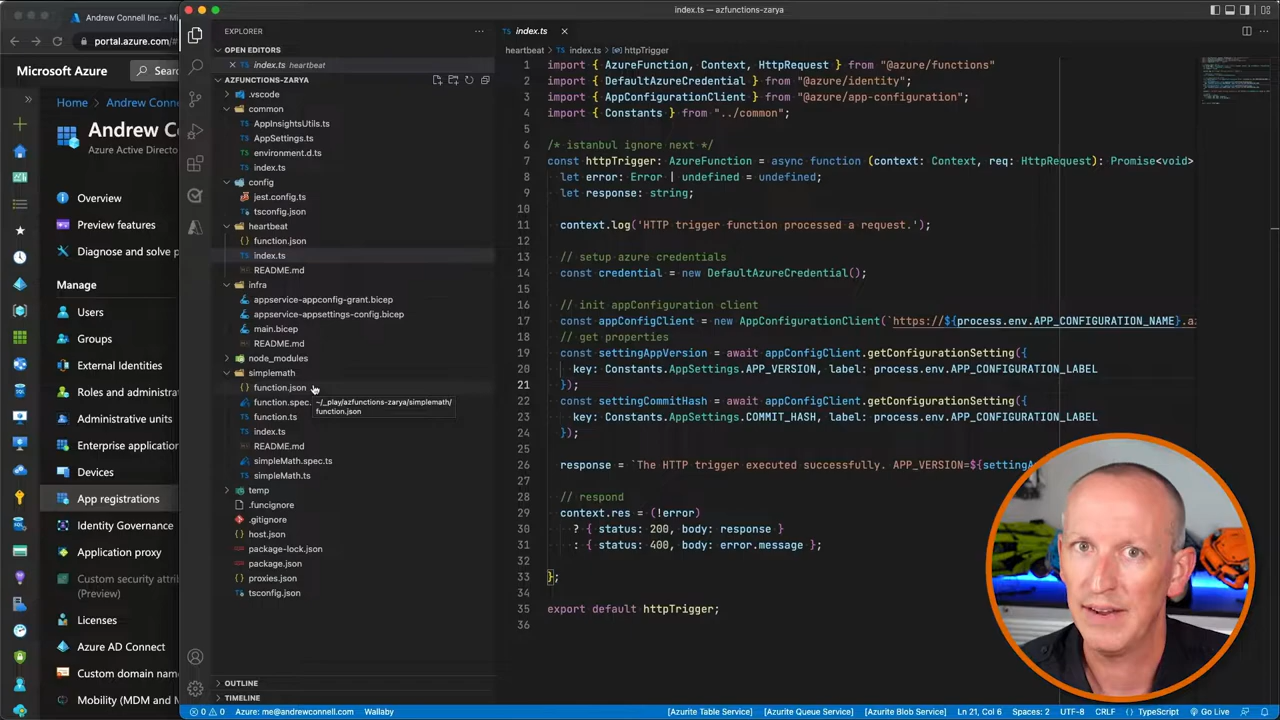 Andrew Connell Inc. - Mi
portal.azure.com/#
Microsoft Azure
Sear
Home > Andrew Conne
Andrew C
Azure Active Director
Overview
Preview features
Diagnose and solve p
Manage
Users
Groups
External Identities
Roles and administra
Administrative units
Enterprise application
Devices
App registrations
Identity Governance
Application proxy
Custom security attri
(Preview)
Licenses
Azure AD Connect
Custom domain name
Mobility (MDM and M
index.ts — azfunctions-zarya
EXPLORER
OPEN EDITORS
index.ts heartbeat
AZFUNCTIONS-ZARYA
.vscode
common
AppInsightsUtils.ts
AppSettings.ts
environment.d.ts
index.ts
config
jest.config.ts
tsconfig.json
heartbeat
function.json
index.ts
README.md
infra
appservice-appconfig-grant.bicep
appservice-appsettings-config.bicep
main.bicep
README.md
node_modules
simplemath
function.json
function.spec.
~/_play/azfunctions-zarya/simplemath/
function.json
function.ts
index.ts
README.md
simpleMath.spec.ts
simpleMath.ts
temp
.funcignore
.gitignore
host.json
package-lock.json
package.json
proxies.json
tsconfig.json
OUTLINE
TIMELINE
index.ts
heartbeat > index.ts > httpTrigger
1 import { AzureFunction, Context, HttpRequest } from "@azure/functions"
2 import { DefaultAzureCredential } from "@azure/identity";
3 import { AppConfigurationClient } from "@azure/app-configuration";
4 import { Constants } from "../common";
5
6 /* istanbul ignore next */
7 const httpTrigger: AzureFunction = async function (context: Context, req: HttpRequest): Promise<void>
8 let error: Error | undefined = undefined;
9 let response: string;
10
11 context.log('HTTP trigger function processed a request.');
12
13 // setup azure credentials
14 const credential = new DefaultAzureCredential();
15
16 // init appConfiguration client
17 const appConfigClient = new AppConfigurationClient(`https://${process.env.APP_CONFIGURATION_NAME}.az
18 // get properties
19 const settingAppVersion = await appConfigClient.getConfigurationSetting({
20 key: Constants.AppSettings.APP_VERSION, label: process.env.APP_CONFIGURATION_LABEL
21 });
22 const settingCommitHash = await appConfigClient.getConfigurationSetting({
23 key: Constants.AppSettings.COMMIT_HASH, label: process.env.APP_CONFIGURATION_LABEL
24 });
25
26 response = `The HTTP trigger executed successfully. APP_VERSION=${settingA
27
28 // respond
29 context.res = (!error)
30 ? { status: 200, body: response }
31 : { status: 400, body: error.message };
32
33 };
34
35 export default httpTrigger;
36
0 0 Azure: me@andrewconnell.com Wallaby [Azurite Table Service] [Azurite Queue Service] [Azurite Blob Service] Ln 21, Col 6 Spaces: 2 UTF-8 CRLF TypeScript Go Live